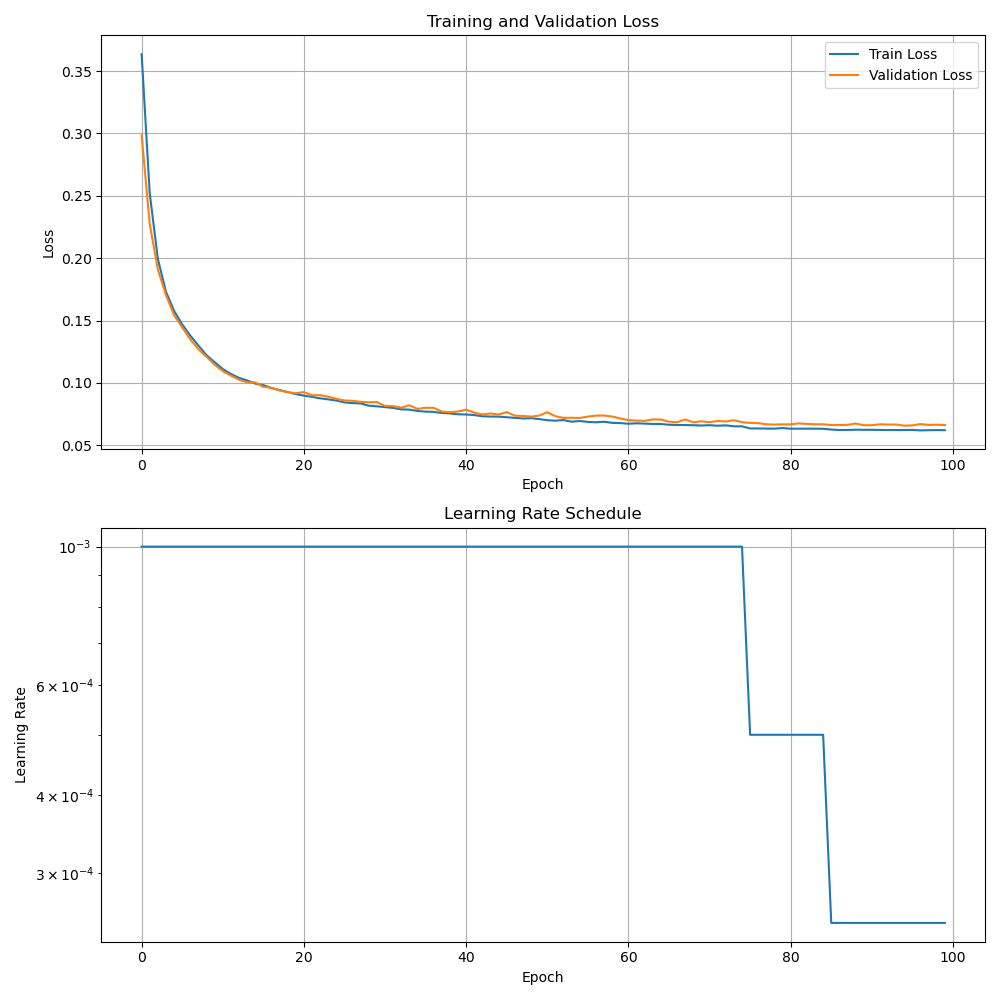 Training and Validation Loss
Train Loss
Validation Loss
0.35
0.30
0.25
0.20
0.15
0.10
0.05
Loss
0 20 40 60 80 100
Epoch
Learning Rate Schedule
10⁻³
6 × 10⁻⁴
4 × 10⁻⁴
3 × 10⁻⁴
Learning Rate
0 20 40 60 80 100
Epoch